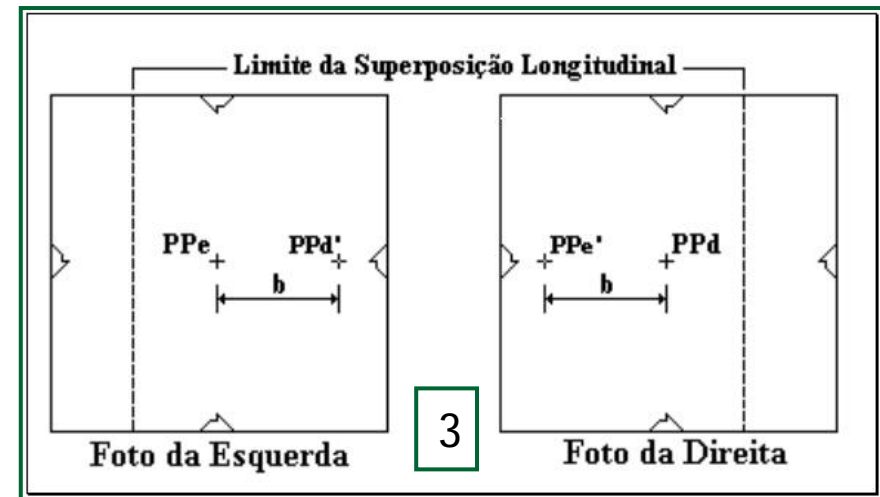 Limite da Superposição Longitudinal
PPe PPd' PPe' PPd
b b
Foto da Esquerda 3 Foto da Direita